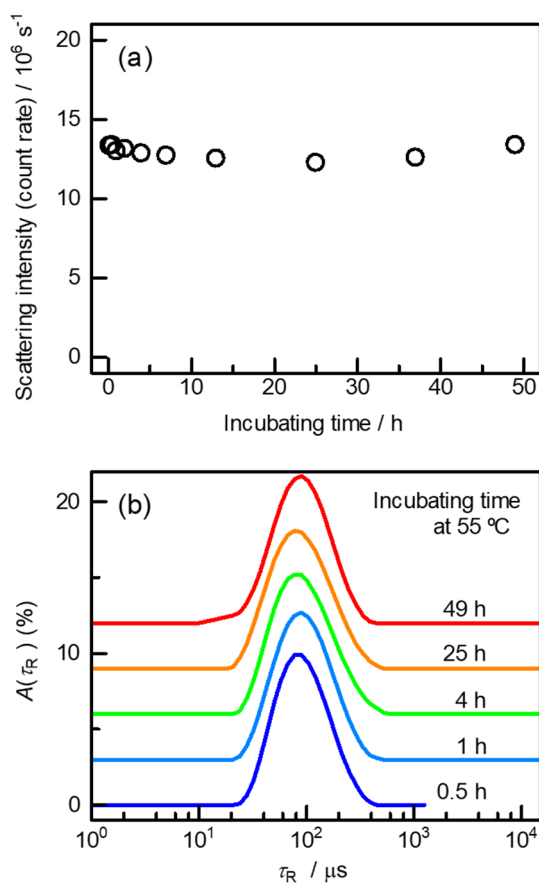 (a)
Scattering intensity (count rate) / 10⁶ s⁻¹
20
15
10
5
0
0 10 20 30 40 50
Incubating time / h
(b)
Incubating time
at 55 ºC
A(τ_R) (%)
20
10
0
49 h
25 h
4 h
1 h
0.5 h
10⁰ 10¹ 10² 10³ 10⁴
τ_R / μs